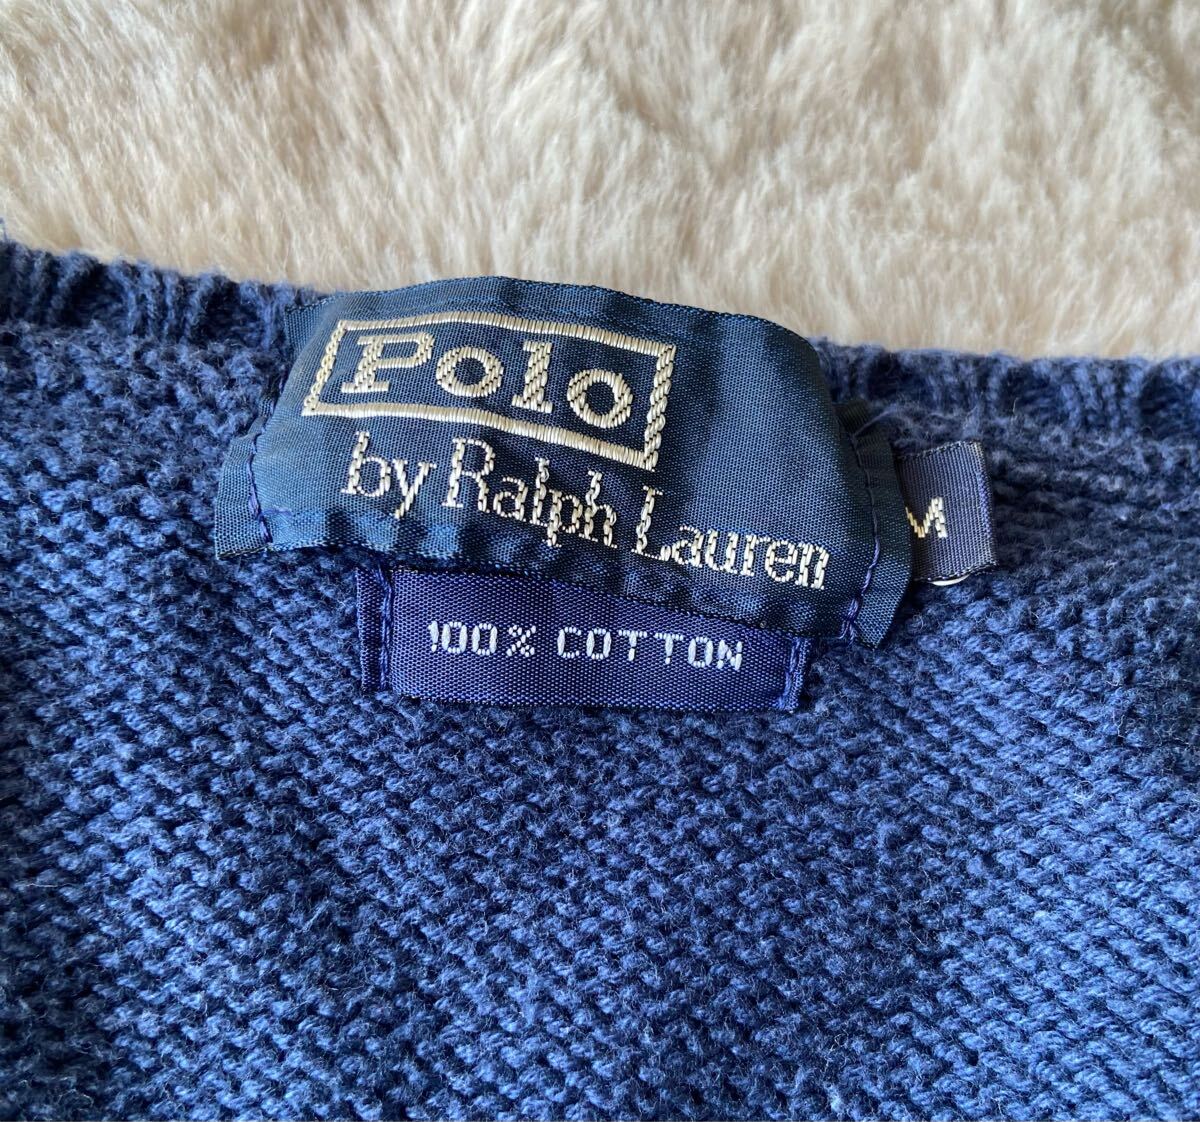 Polo
by Ralph Lauren
M
100% COTTON